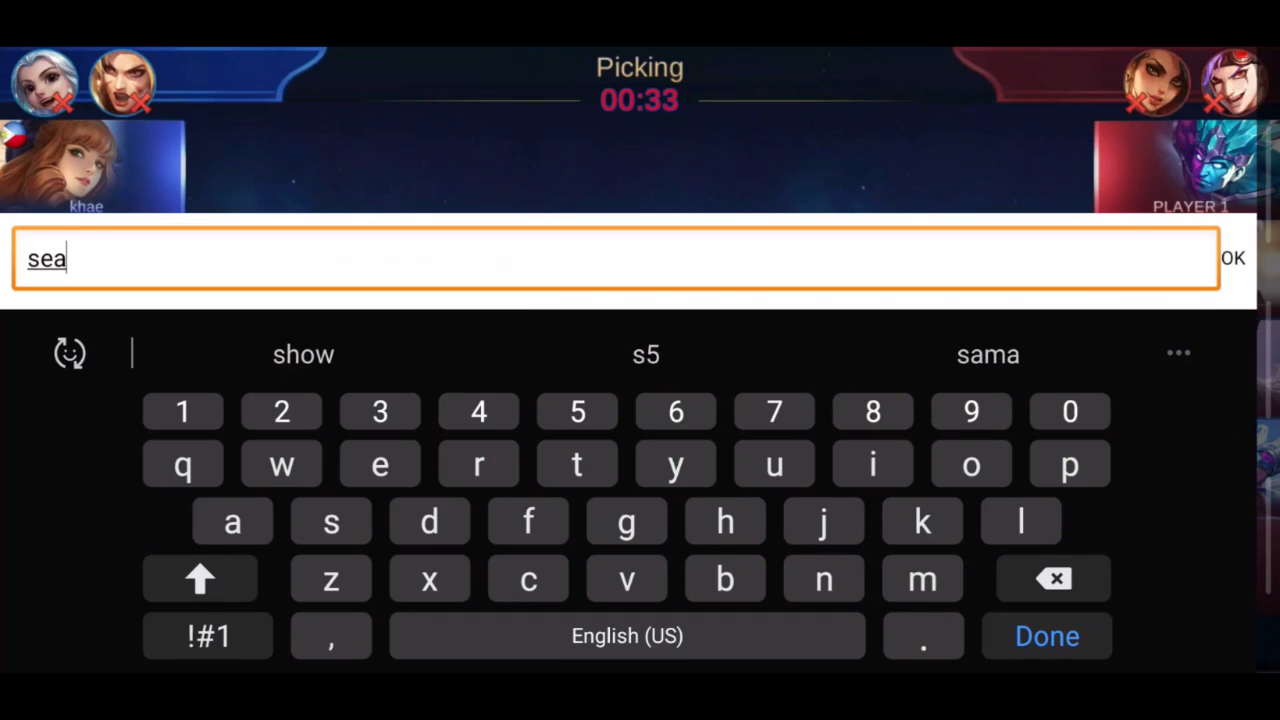 Picking
00:33
khae
PLAYER 1
sea
OK
show s5 sama
1 2 3 4 5 6 7 8 9 0
q w e r t y u i o p
a s d f g h j k l
z x c v b n m
!#1 , English (US) . Done